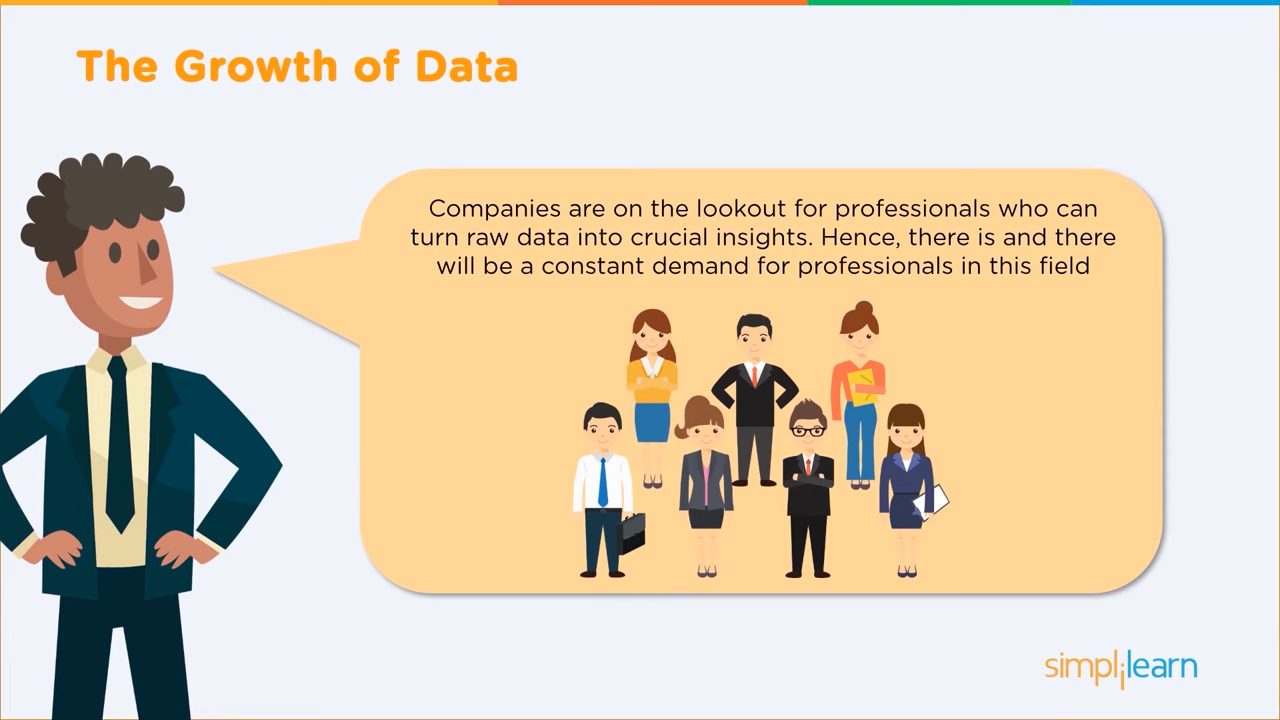 The Growth of Data
Companies are on the lookout for professionals who can
turn raw data into crucial insights. Hence, there is and there
will be a constant demand for professionals in this field
simplilearn